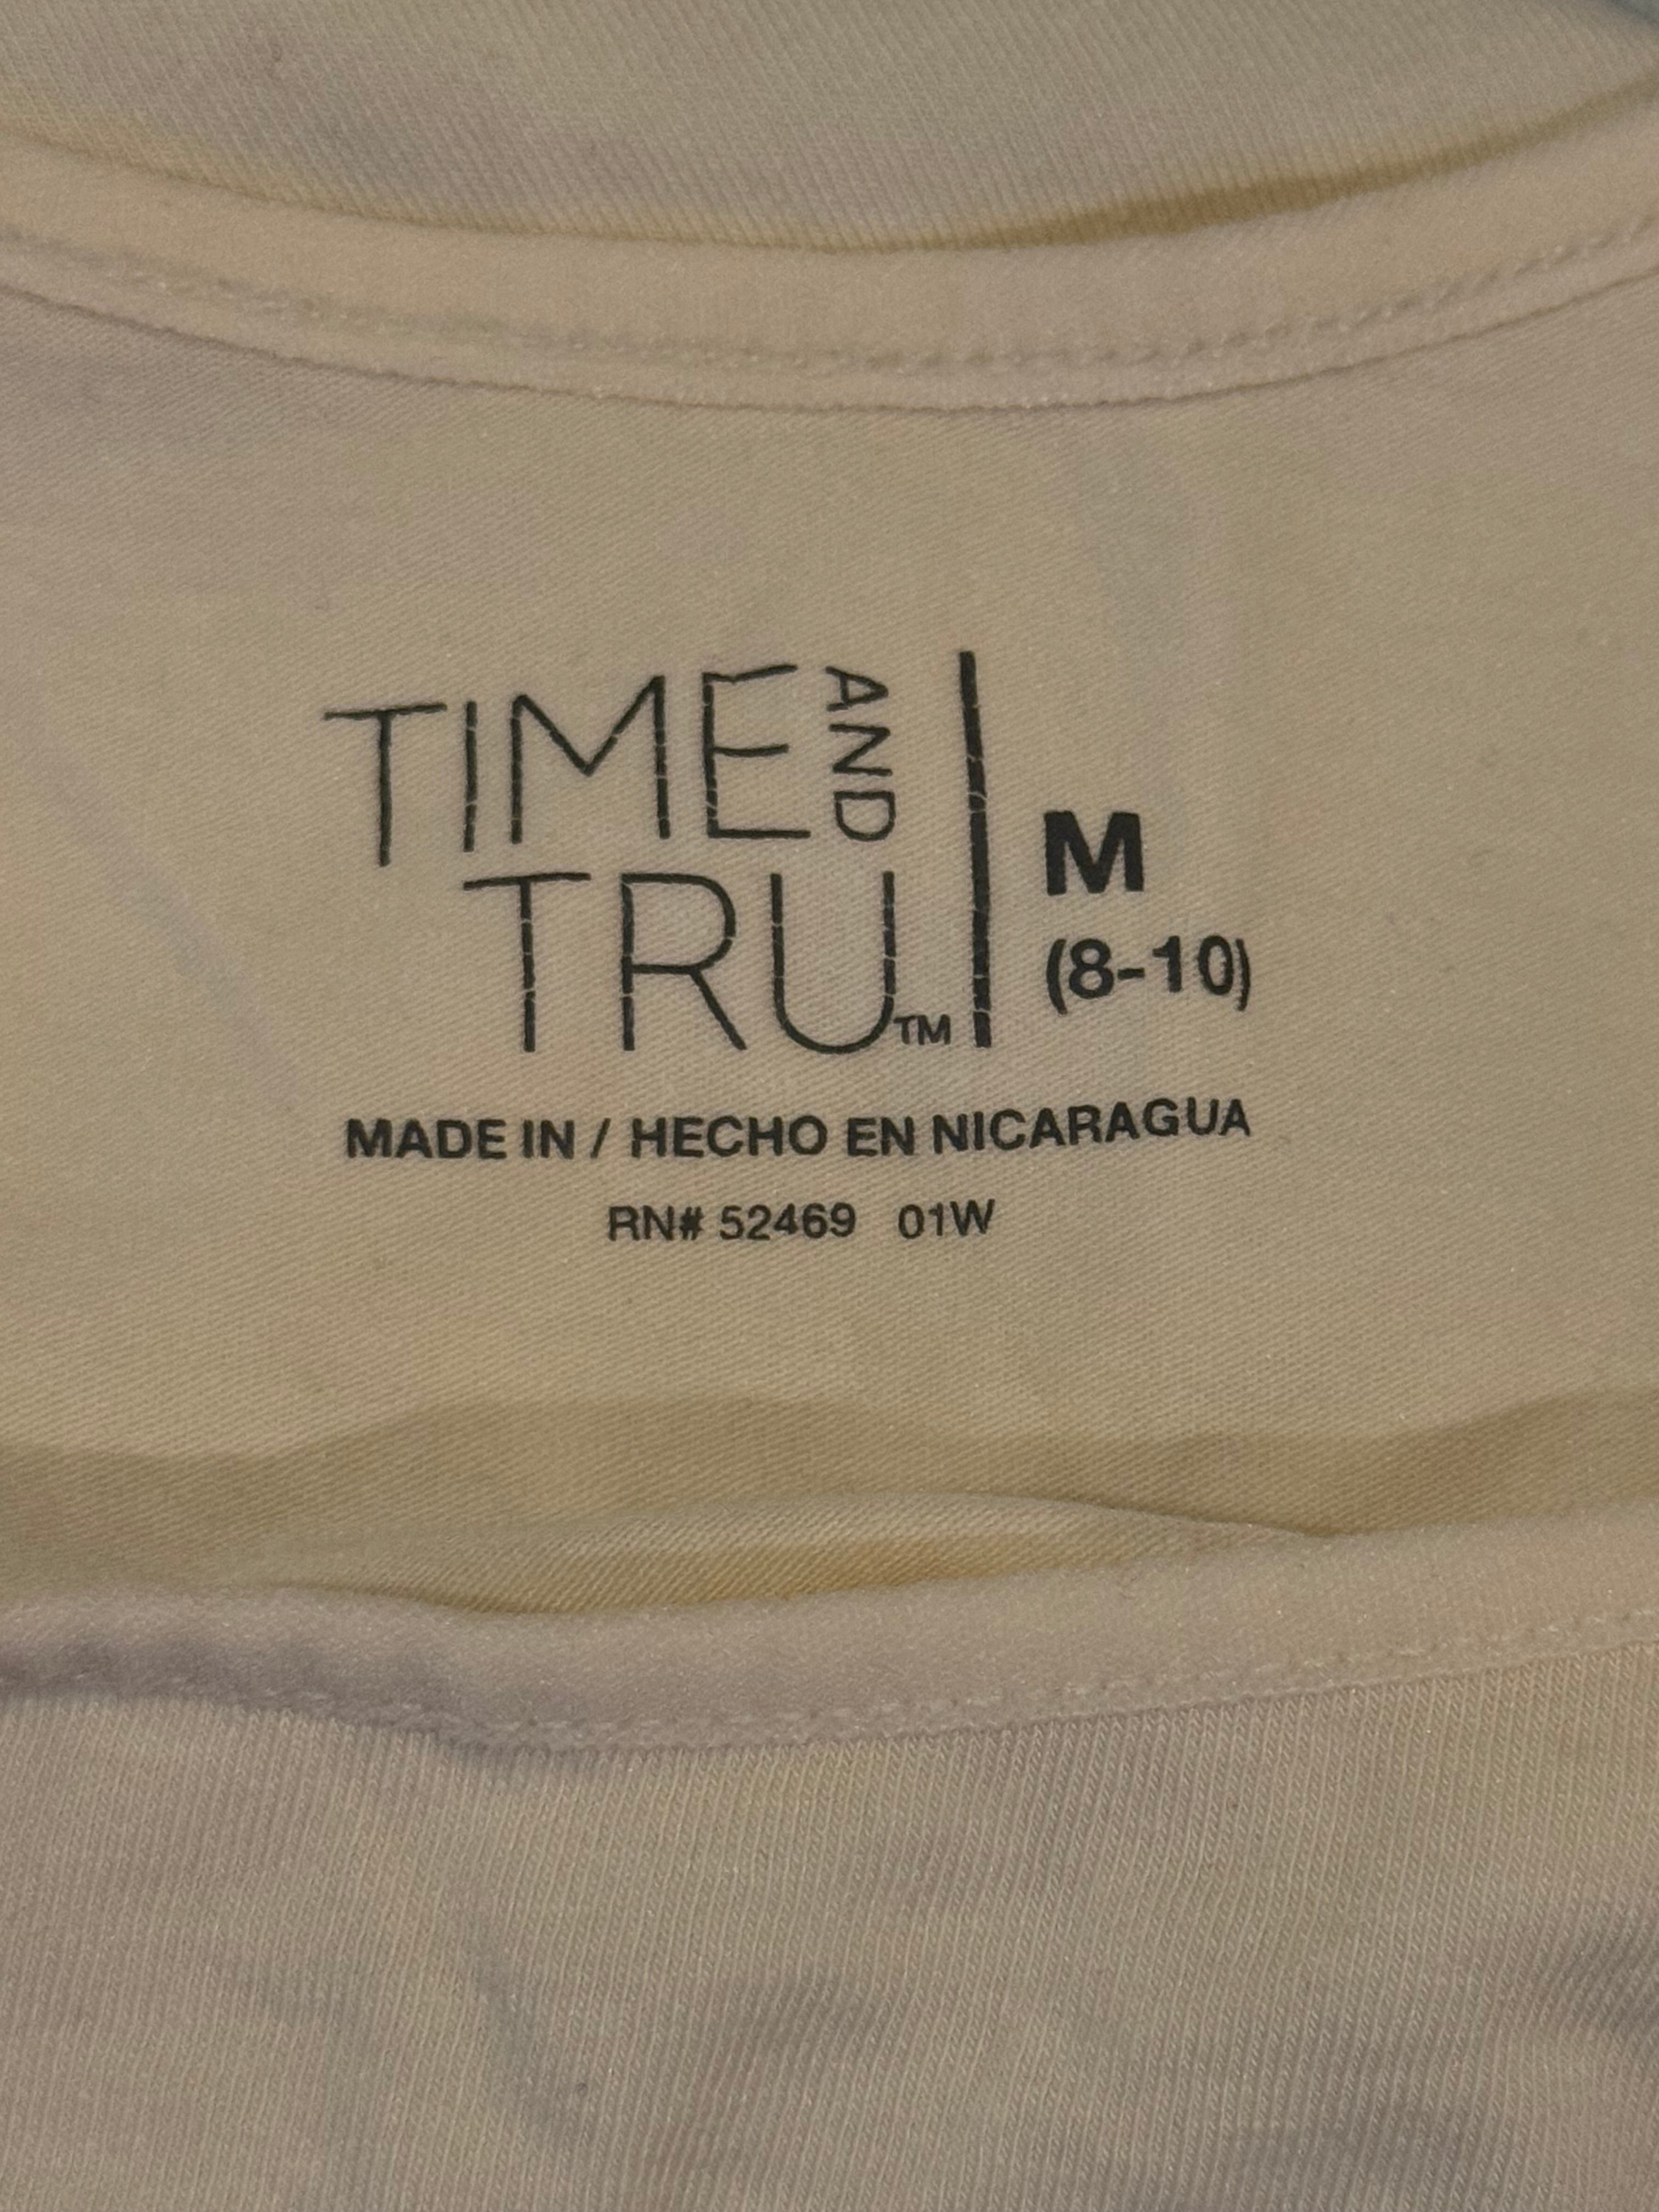 TIME AND
TRU™
M
(8-10)
MADE IN / HECHO EN NICARAGUA
RN# 52469 01W